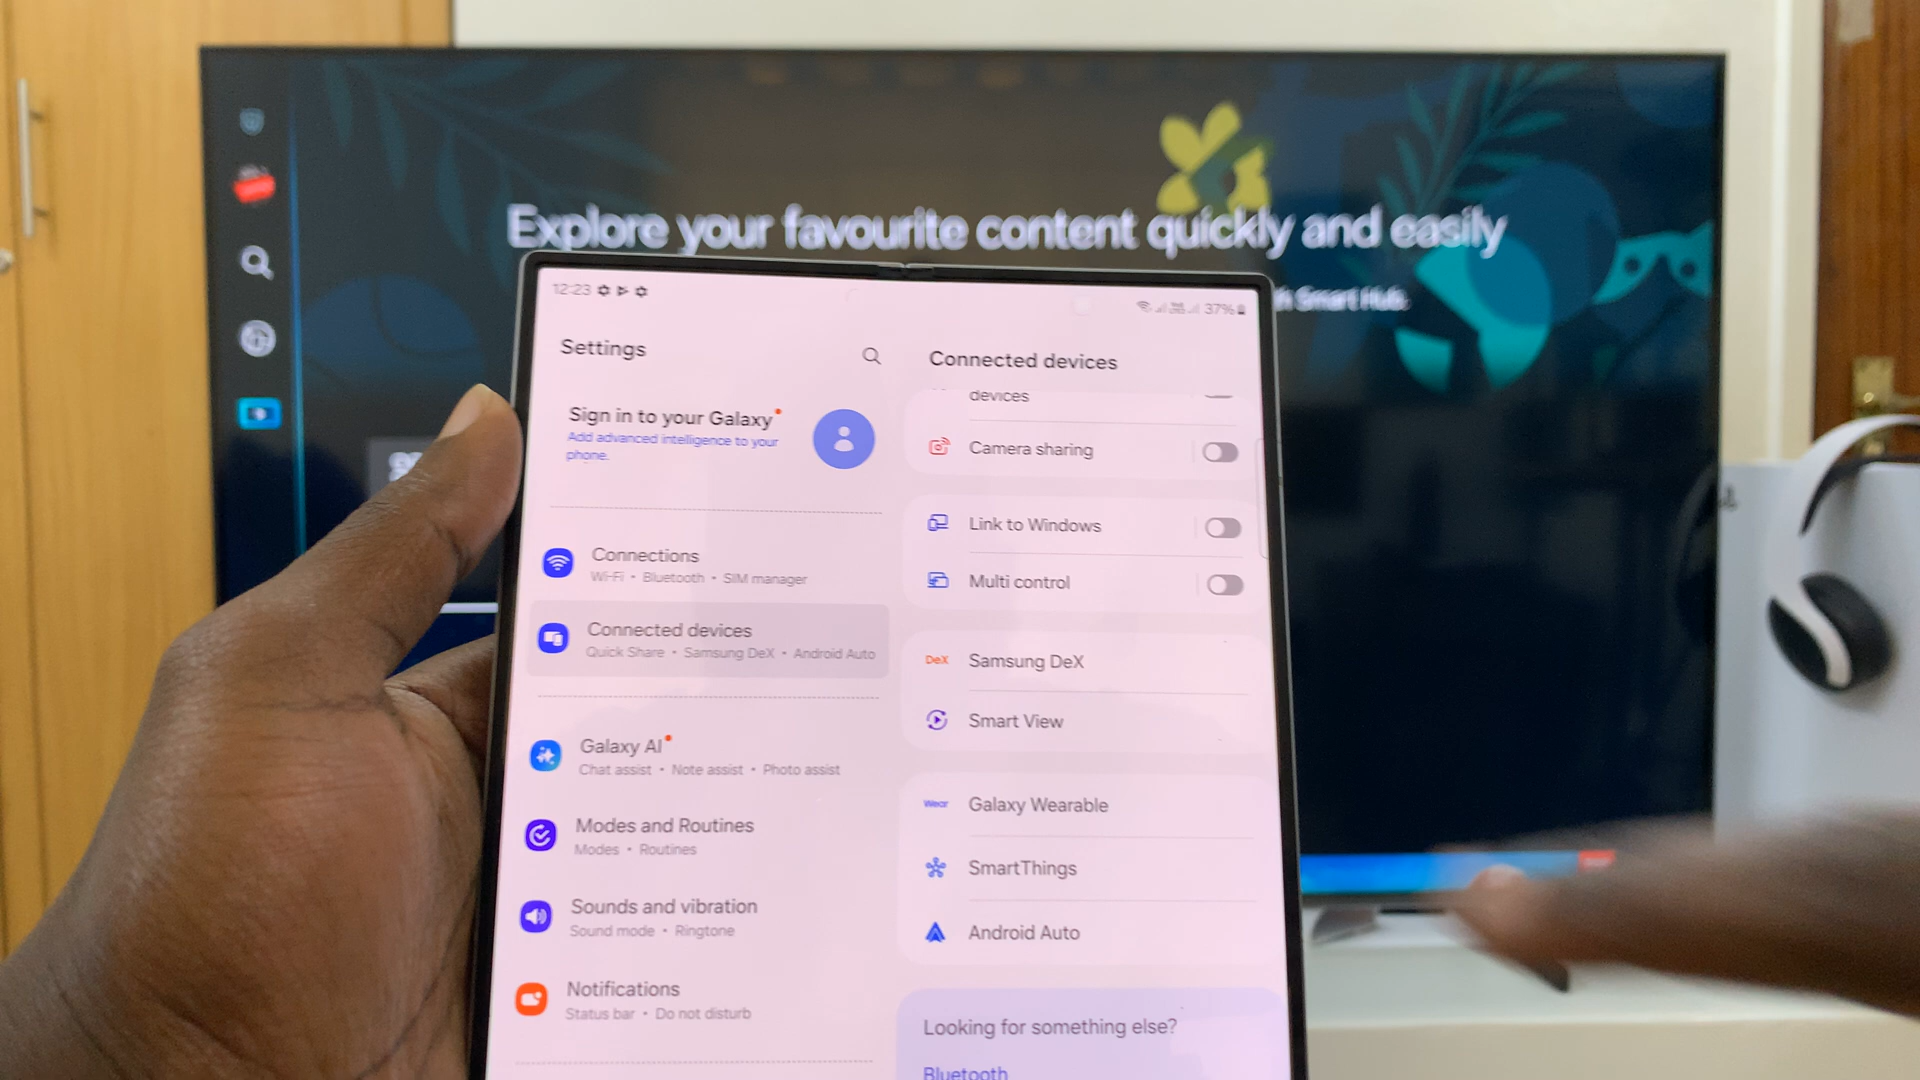 Explore your favourite content quickly and easily
Smart Hub.
12:23
37%
Settings
Sign in to your Galaxy
Add advanced intelligence to your
phone.
Connections
Wi-Fi • Bluetooth • SIM manager
Connected devices
Quick Share • Samsung DeX • Android Auto
Galaxy AI
Chat assist • Note assist • Photo assist
Modes and Routines
Modes • Routines
Sounds and vibration
Sound mode • Ringtone
Notifications
Status bar • Do not disturb
Connected devices
devices
Camera sharing
Link to Windows
Multi control
DeX Samsung DeX
Smart View
Wear Galaxy Wearable
SmartThings
Android Auto
Looking for something else?
Bluetooth